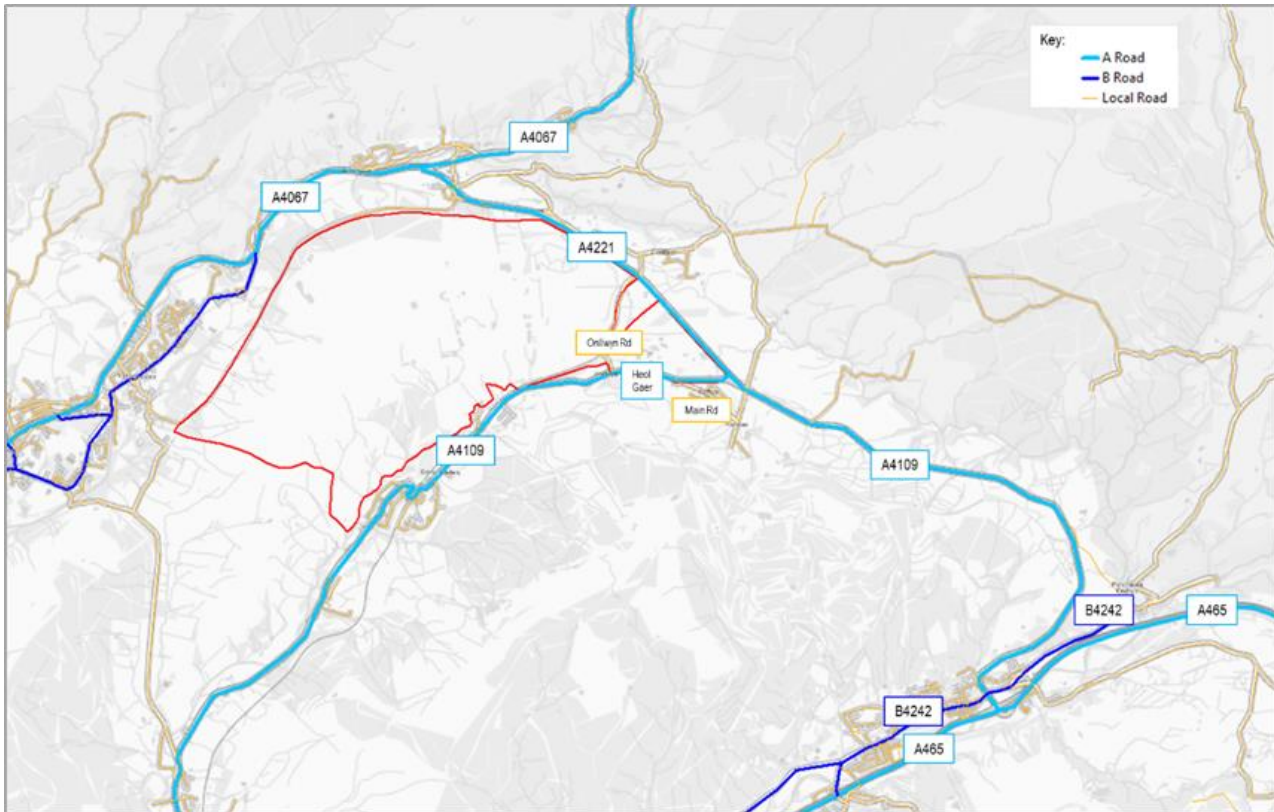 Key:
A Road
B Road
Local Road
A4067
A4067
A4221
Onllwyn Rd
Heol
Gaer
Main Rd
A4109
A4109
B4242
A465
B4242
A465